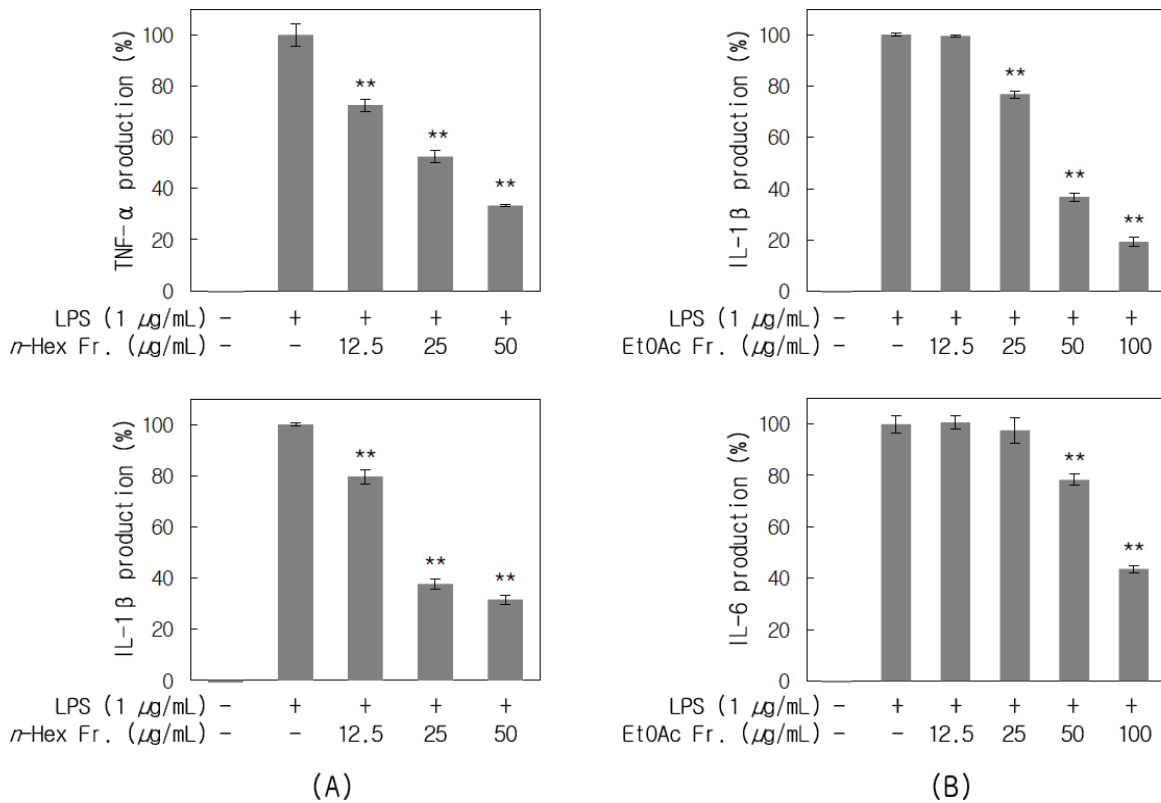 TNF-α production (%)
100
80
60
40
20
0
**
**
**
LPS (1 μg/mL) - + + + +
n-Hex Fr. (μg/mL) - - 12.5 25 50
IL-1β production (%)
100
80
60
40
20
0
**
**
**
LPS (1 μg/mL) - + + + +
n-Hex Fr. (μg/mL) - - 12.5 25 50
(A)
IL-1β production (%)
100
80
60
40
20
0
**
**
**
LPS (1 μg/mL) - + + + + +
EtOAc Fr. (μg/mL) - - 12.5 25 50 100
IL-6 production (%)
100
80
60
40
20
0
**
**
LPS (1 μg/mL) - + + + + +
EtOAc Fr. (μg/mL) - - 12.5 25 50 100
(B)